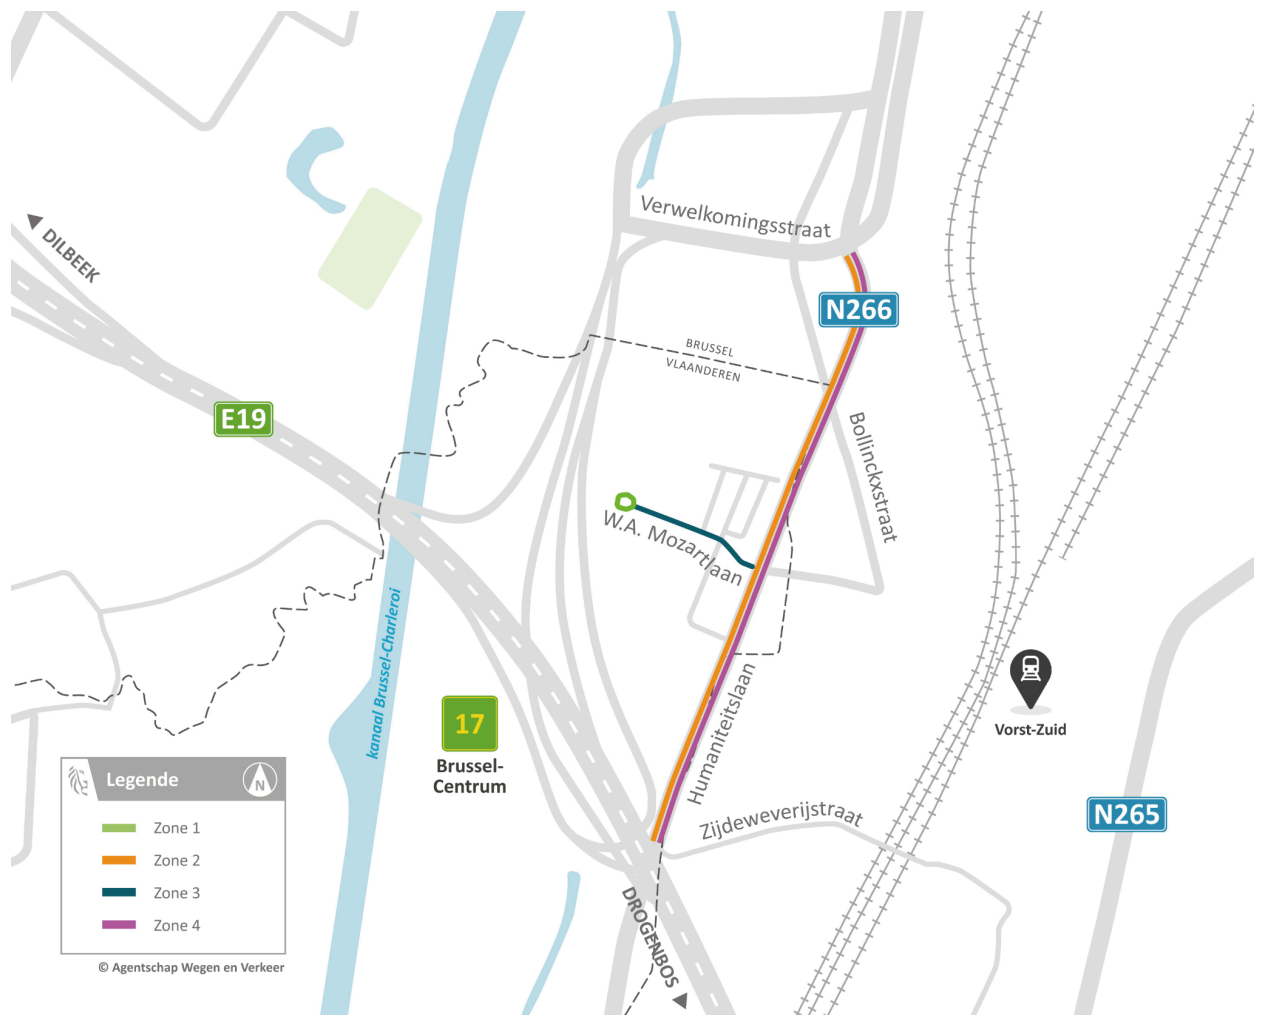 Verwelkomingsstraat
DILBEEK
N266
BRUSSEL
VLAANDEREN
E19
Bollinckxstraat
W.A. Mozartlaan
kanaal Brussel-Charleroi
Humaniteitslaan
17
Brussel-
Centrum
Vorst-Zuid
Zijdeweverijstraat
N265
DROGENBOS
Legende
N
Zone 1
Zone 2
Zone 3
Zone 4
© Agentschap Wegen en Verkeer